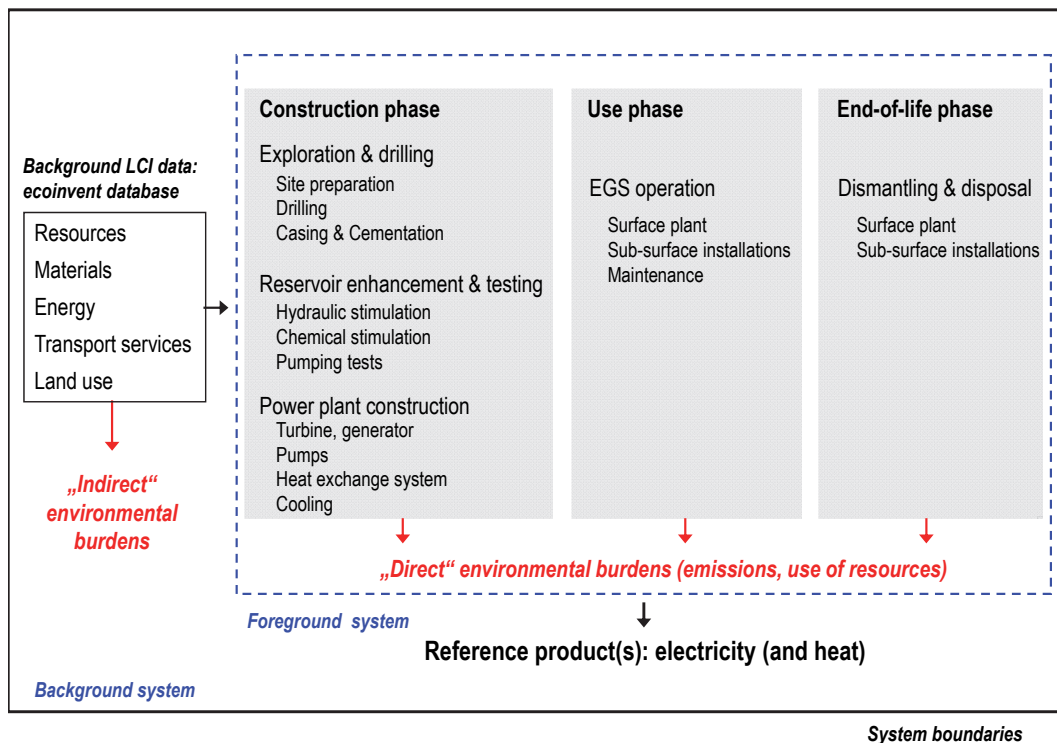 Background LCI data:
ecoinvent database
Resources
Materials
Energy
Transport services
Land use
„Indirect“
environmental
burdens
Construction phase
Exploration & drilling
Site preparation
Drilling
Casing & Cementation
Reservoir enhancement & testing
Hydraulic stimulation
Chemical stimulation
Pumping tests
Power plant construction
Turbine, generator
Pumps
Heat exchange system
Cooling
Use phase
EGS operation
Surface plant
Sub-surface installations
Maintenance
End-of-life phase
Dismantling & disposal
Surface plant
Sub-surface installations
„Direct“ environmental burdens (emissions, use of resources)
Foreground system
Reference product(s): electricity (and heat)
Background system
System boundaries